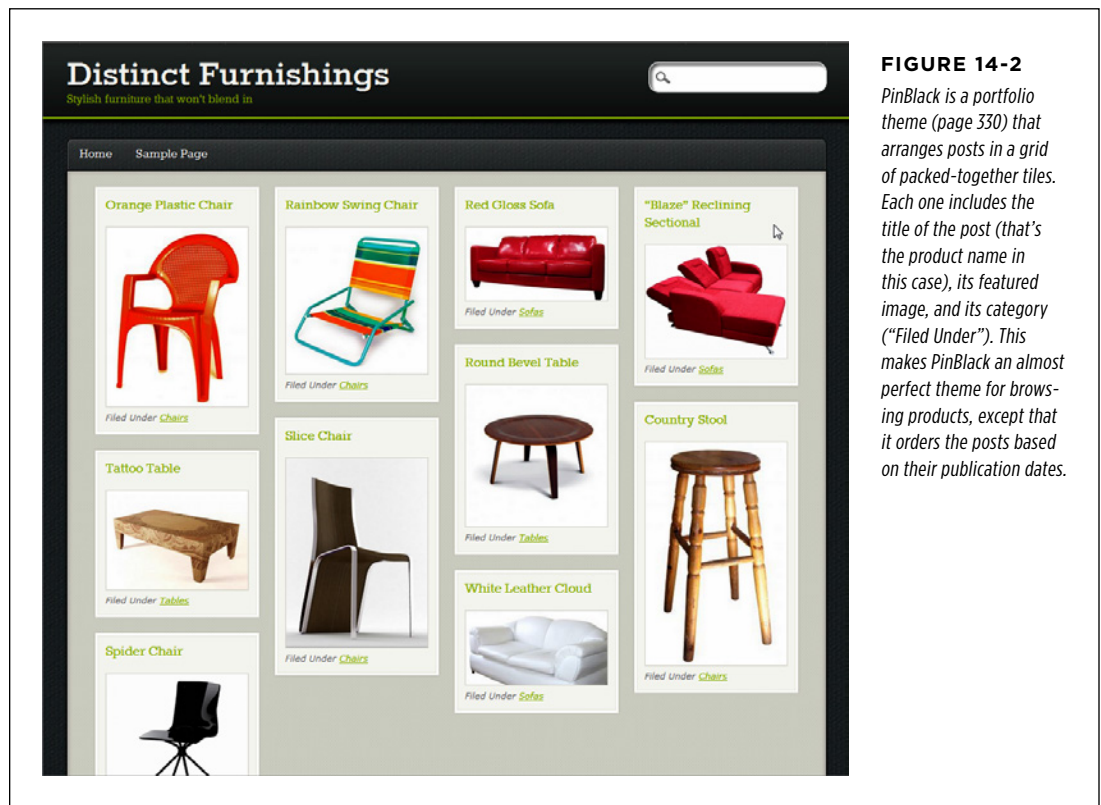 Distinct Furnishings
Stylish furniture that won't blend in
Home Sample Page
Orange Plastic Chair
Filed Under Chairs
Tattoo Table
Filed Under Tables
Spider Chair
Rainbow Swing Chair
Filed Under Chairs
Slice Chair
Filed Under Chairs
Red Gloss Sofa
Filed Under Sofas
Round Bevel Table
Filed Under Tables
White Leather Cloud
Filed Under Sofas
“Blaze” Reclining
Sectional
Filed Under Sofas
Country Stool
Filed Under Chairs
FIGURE 14-2
PinBlack is a portfolio
theme (page 330) that
arranges posts in a grid
of packed-together tiles.
Each one includes the
title of the post (that’s
the product name in
this case), its featured
image, and its category
(“Filed Under”). This
makes PinBlack an almost
perfect theme for brows-
ing products, except that
it orders the posts based
on their publication dates.